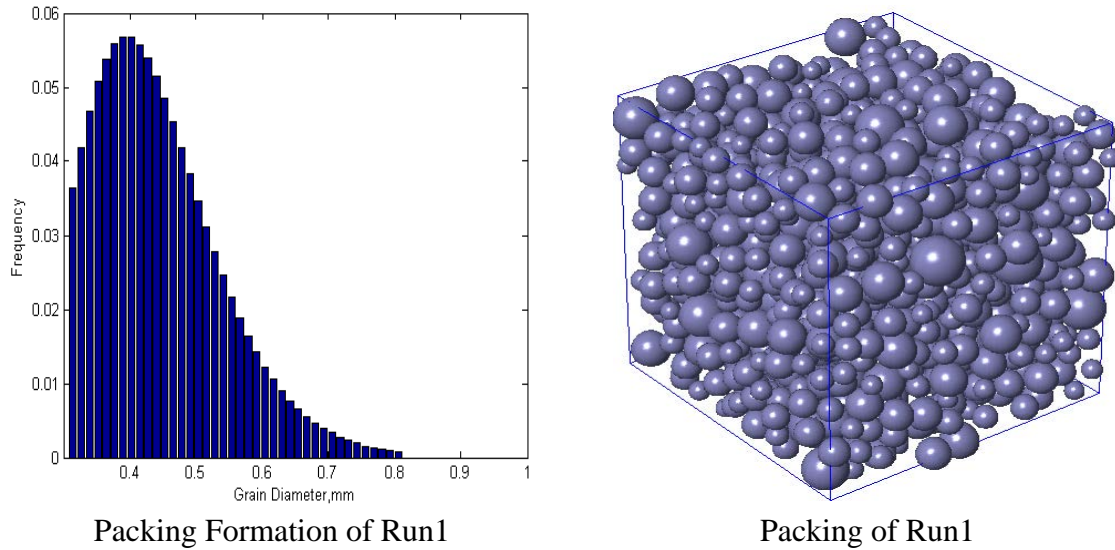 0.06
0.05
0.04
0.03
0.02
0.01
0
Frequency
0.4 0.5 0.6 0.7 0.8 0.9 1
Grain Diameter,mm
Packing Formation of Run1
Packing of Run1